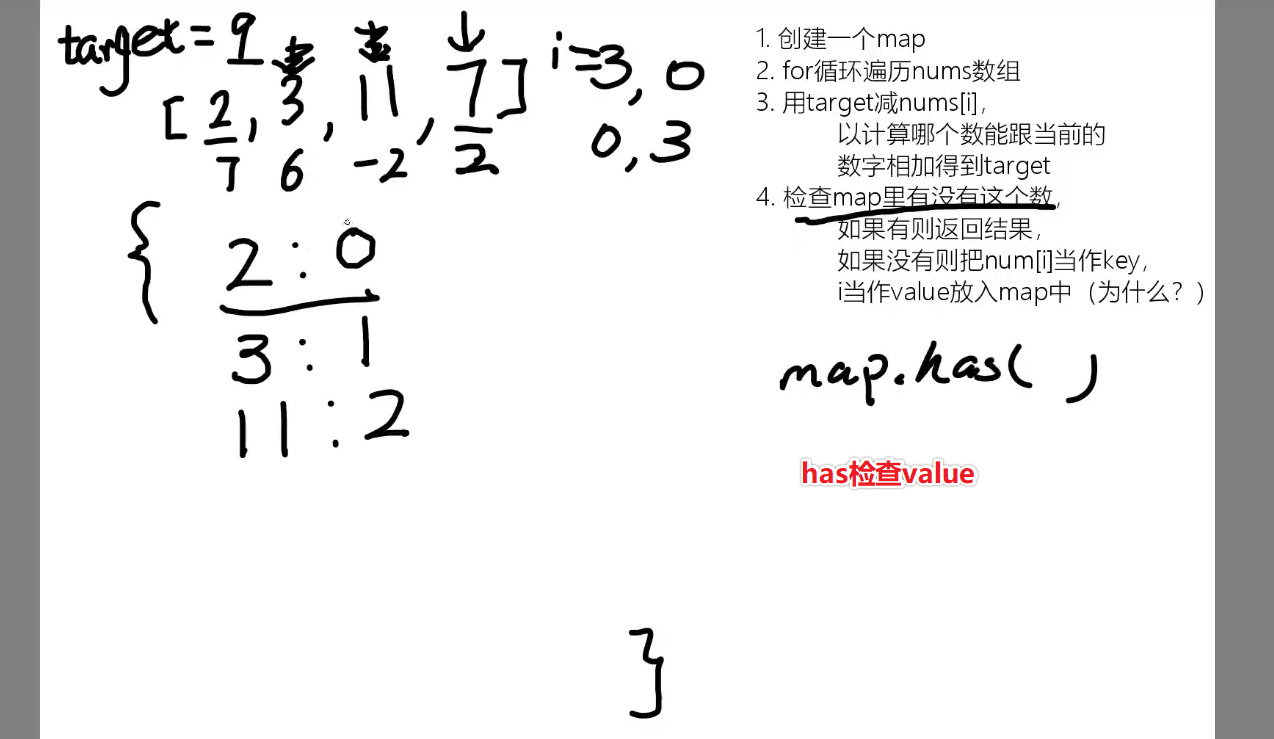 target = 9
[ 2, 3, 11, 7 ] i=3, 0
7 6 -2 2 0, 3
{
2 : 0
3 : 1
11 : 2
}
1. 创建一个map
2. for循环遍历nums数组
3. 用target减nums[i],
以计算哪个数能跟当前的
数字相加得到target
4. 检查map里有没有这个数,
如果有则返回结果,
如果没有则把num[i]当作key,
i当作value放入map中（为什么？）
map.has( )
has检查value